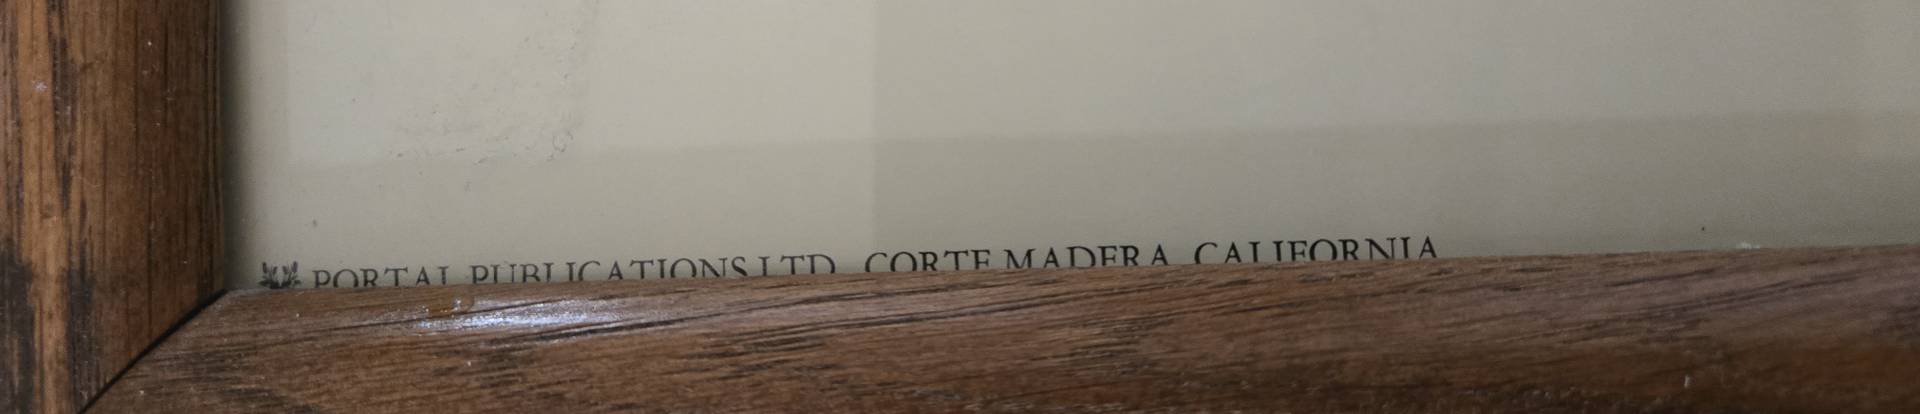 PORTAL PUBLICATIONS LTD. CORTE MADERA, CALIFORNIA